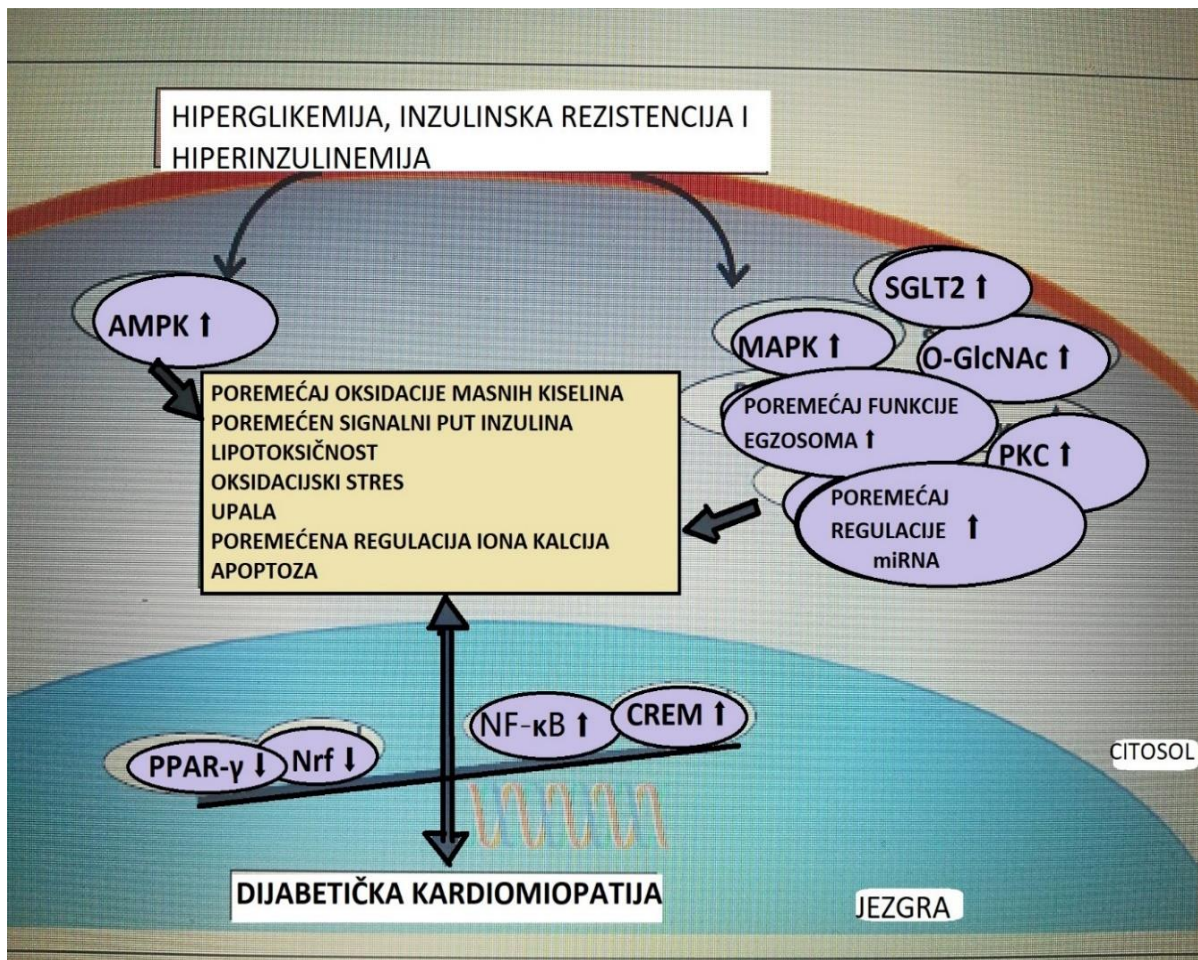 HIPERGLIKEMIJA, INZULINSKA REZISTENCIJA I
HIPERINZULINEMIJA
AMPK ⬆
SGLT2 ⬆
MAPK ⬆
O-GlcNAc ⬆
POREMEĆAJ FUNKCIJE
EGZOSOMA ⬆
PKC ⬆
POREMEĆAJ
REGULACIJE ⬆
miRNA
POREMEĆAJ OKSIDACIJE MASNIH KISELINA
POREMEĆEN SIGNALNI PUT INZULINA
LIPOTOKSIČNOST
OKSIDACIJSKI STRES
UPALA
POREMEĆENA REGULACIJA IONA KALCIJA
APOPTOZA
PPAR-γ ⬇
Nrf ⬇
NF-κB ⬆
CREM ⬆
CITOSOL
DIJABETIČKA KARDIOMIOPATIJA
JEZGRA